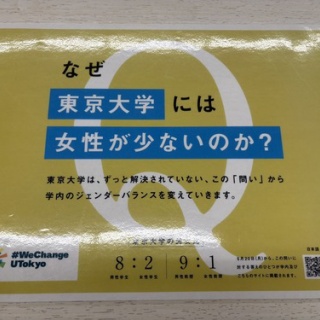 なぜ
東京大学には
女性が少ないのか?
東京大学は、ずっと解決されていない、この「問い」から
学内のジェンダーバランスを変えていきます。
8:2
9:1
#WeChange
UTokyo